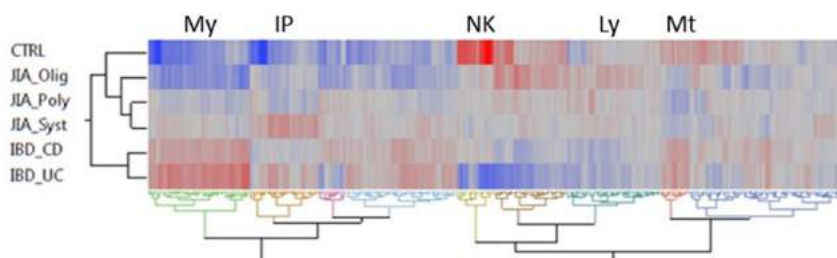 My IP NK Ly Mt
CTRL
JIA_Olig
JIA_Poly
JIA_Syst
IBD_CD
IBD_UC